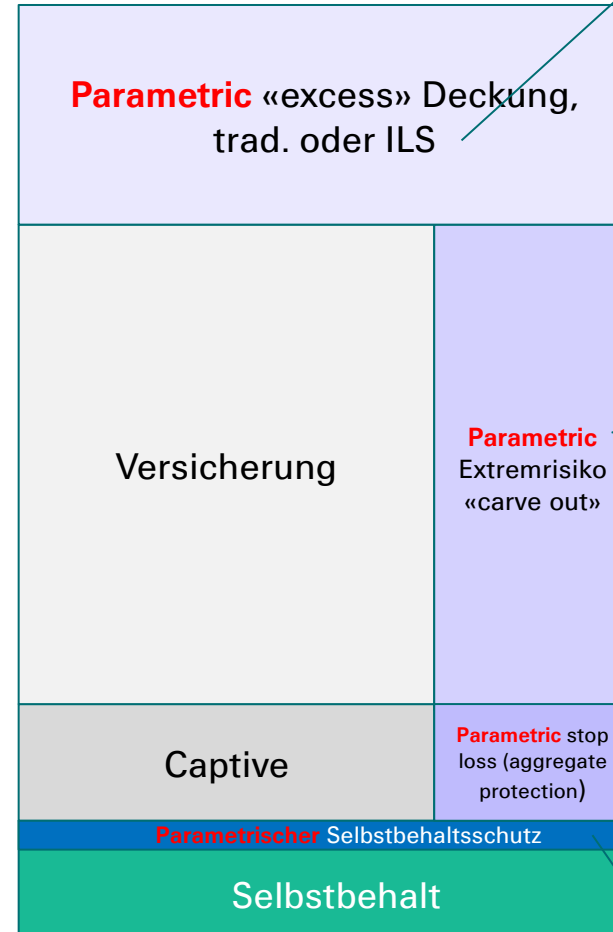 Parametric «excess» Deckung,
trad. oder ILS
Versicherung
Parametric
Extremrisiko
«carve out»
Captive
Parametric stop
loss (aggregate
protection)
Parametrischer Selbstbehaltsschutz
Selbstbehalt